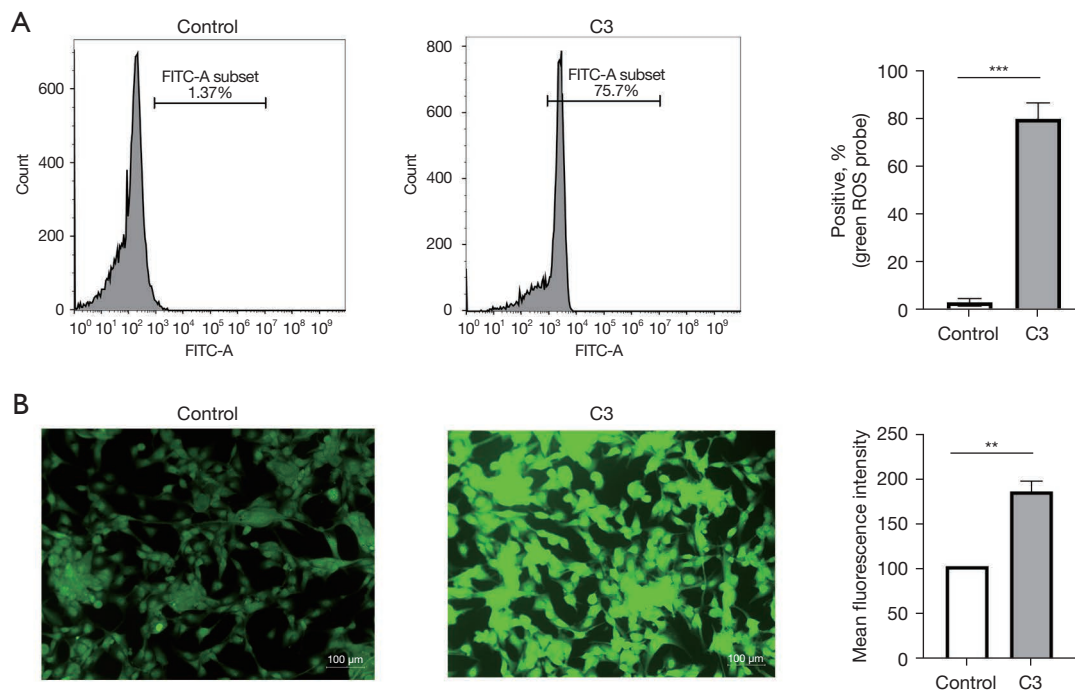 A
Control
600
400
200
0
Count
FITC-A subset
1.37%
10⁰ 10¹ 10² 10³ 10⁴ 10⁵ 10⁶ 10⁷ 10⁸ 10⁹
FITC-A
C3
800
600
400
200
0
Count
FITC-A subset
75.7%
10⁰ 10¹ 10² 10³ 10⁴ 10⁵ 10⁶ 10⁷ 10⁸ 10⁹
FITC-A
Positive, %
(green ROS probe)
100
80
60
40
20
0
***
Control C3
B
Control
100 μm
C3
100 μm
Mean fluorescence intensity
250
200
150
100
50
0
**
Control C3